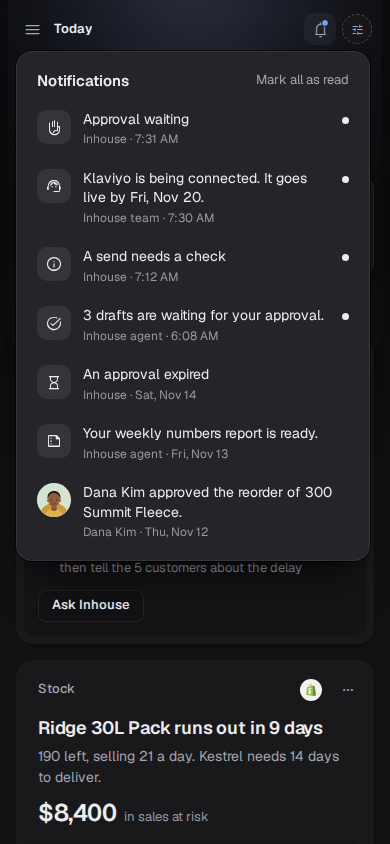 Today
Notifications
Mark all as read
Approval waiting
Inhouse · 7:31 AM
Klaviyo is being connected. It goes
live by Fri, Nov 20.
Inhouse team · 7:30 AM
A send needs a check
Inhouse · 7:12 AM
3 drafts are waiting for your approval.
Inhouse agent · 6:08 AM
An approval expired
Inhouse · Sat, Nov 14
Your weekly numbers report is ready.
Inhouse agent · Fri, Nov 13
Dana Kim approved the reorder of 300
Summit Fleece.
Dana Kim · Thu, Nov 12
then tell the 5 customers about the delay
Ask Inhouse
Stock
Ridge 30L Pack runs out in 9 days
190 left, selling 21 a day. Kestrel needs 14 days
to deliver.
$8,400 in sales at risk